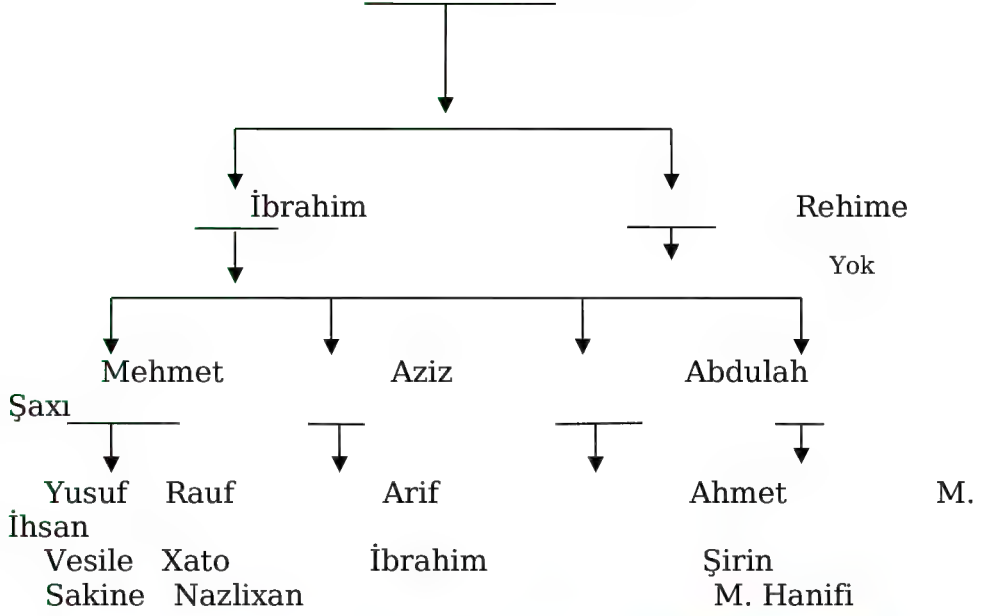 İbrahim Rehime
Yok
Mehmet Aziz Abdulah
Şaxı
Yusuf Rauf Arif Ahmet M.
İhsan
Vesile Xato İbrahim Şirin
Sakine Nazlixan M. Hanifi